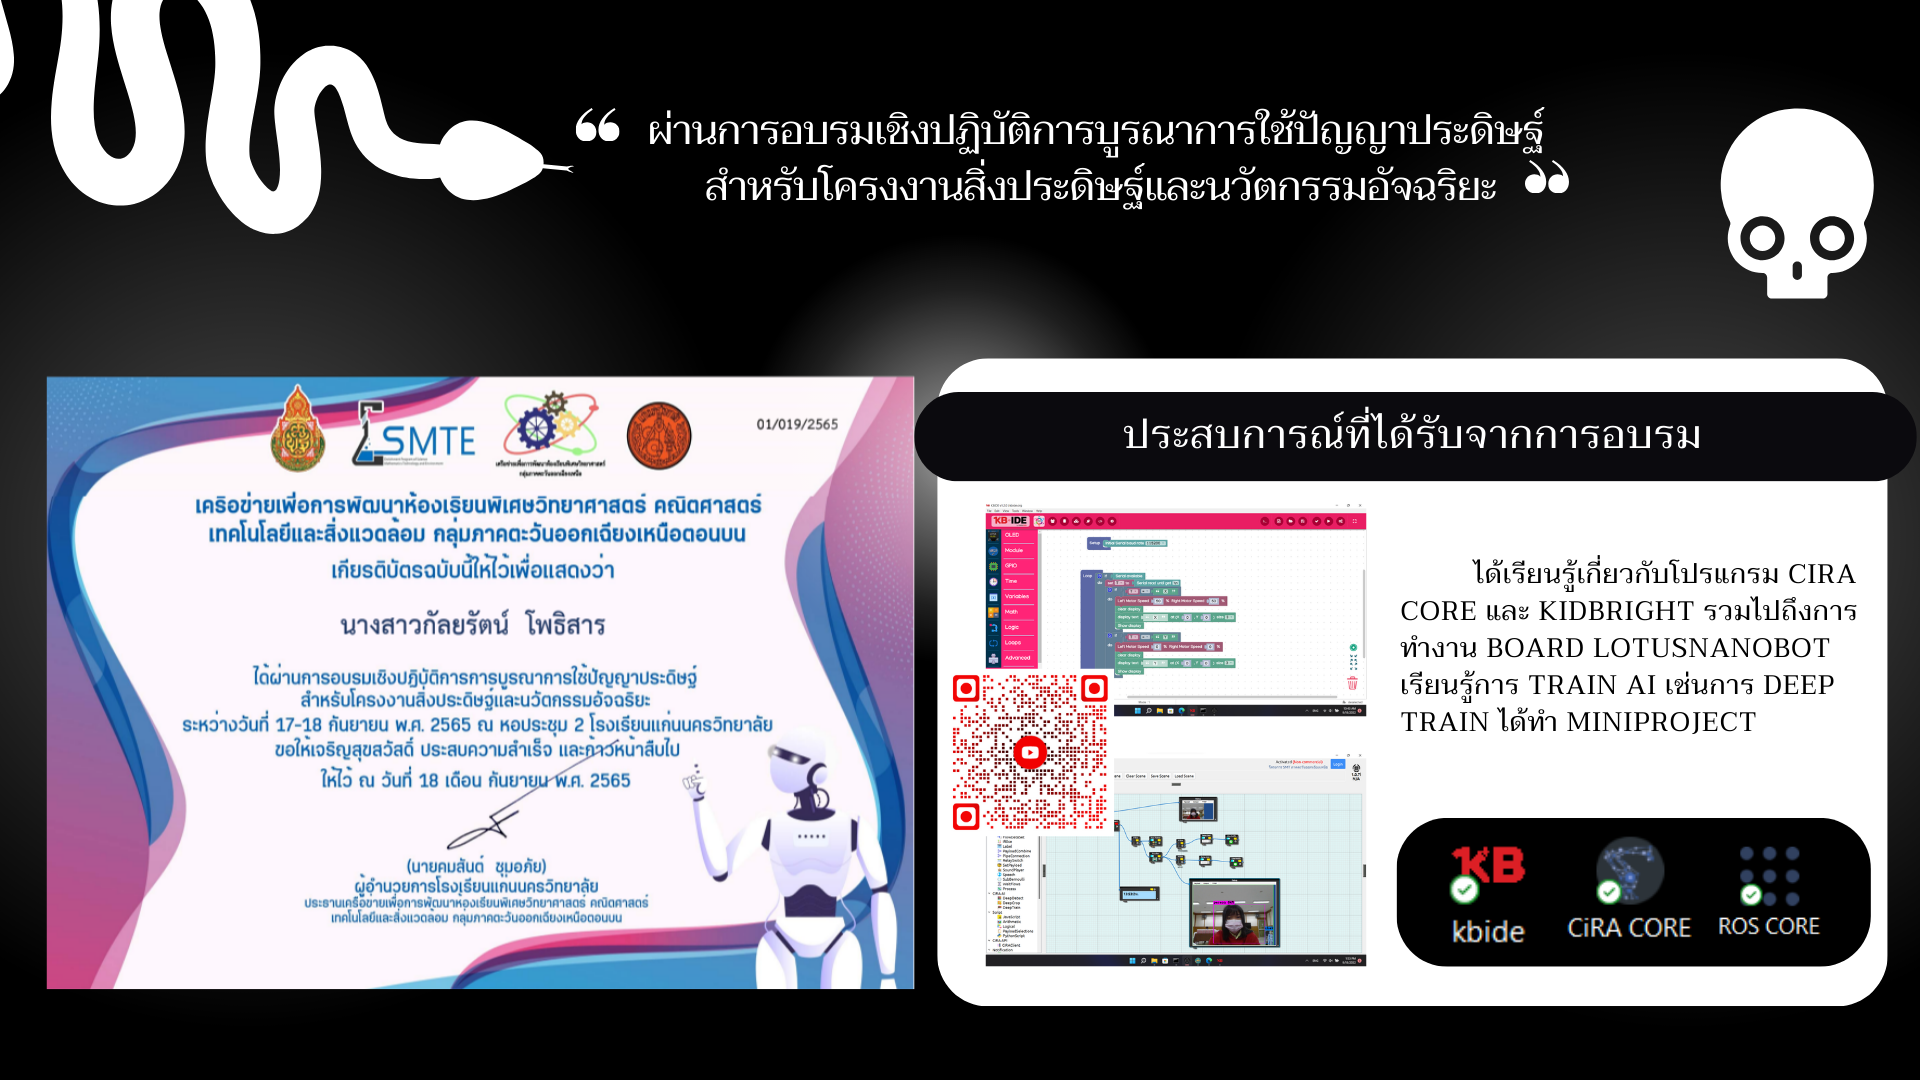 “ ผ่านการอบรมเชิงปฏิบัติการบูรณาการใช้ปัญญาประดิษฐ์
สำหรับโครงงานสิ่งประดิษฐ์และนวัตกรรมอัจฉริยะ ”
SMTE
01/019/2565
เครือข่ายเพื่อการพัฒนาห้องเรียนพิเศษวิทยาศาสตร์ คณิตศาสตร์
เทคโนโลยีและสิ่งแวดล้อม กลุ่มภาคตะวันออกเฉียงเหนือตอนบน
เกียรติบัตรฉบับนี้ให้ไว้เพื่อแสดงว่า
นางสาวกัลยรัตน์ โพธิสาร
ได้ผ่านการอบรมเชิงปฏิบัติการการบูรณาการใช้ปัญญาประดิษฐ์
สำหรับโครงงานสิ่งประดิษฐ์และนวัตกรรมอัจฉริยะ
ระหว่างวันที่ 17-18 กันยายน พ.ศ. 2565 ณ หอประชุม 2 โรงเรียนแก่นนครวิทยาลัย
ขอให้เจริญสุขสวัสดิ์ ประสบความสำเร็จ และก้าวหน้าสืบไป
ให้ไว้ ณ วันที่ 18 เดือน กันยายน พ.ศ. 2565
(นายคมสันต์ ชุมอภัย)
ผู้อำนวยการโรงเรียนแก่นนครวิทยาลัย
ประธานเครือข่ายเพื่อการพัฒนาห้องเรียนพิเศษวิทยาศาสตร์ คณิตศาสตร์
เทคโนโลยีและสิ่งแวดล้อม กลุ่มภาคตะวันออกเฉียงเหนือตอนบน
ประสบการณ์ที่ได้รับจากการอบรม
KB-IDE
OLED
Module
GPIO
Time
Variables
Math
Logic
Loops
Advanced
Clear Scene Save Scene Load Scene
ได้เรียนรู้เกี่ยวกับโปรแกรม CIRA
CORE และ KIDBRIGHT รวมไปถึงการ
ทำงาน BOARD LOTUSNANOBOT
เรียนรู้การ TRAIN AI เช่นการ DEEP
TRAIN ได้ทำ MINIPROJECT
KB
kbide
CiRA CORE
ROS CORE